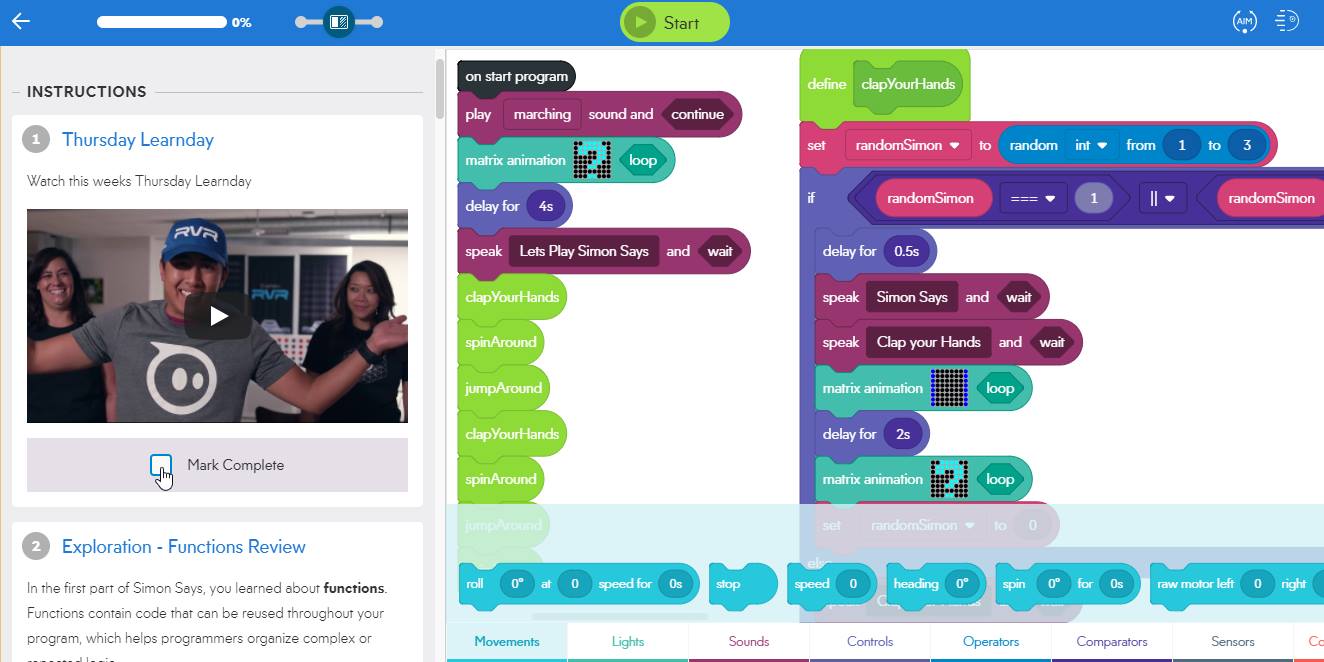 0%
Start
AIM
INSTRUCTIONS
1 Thursday Learnday
Watch this weeks Thursday Learnday
RVR
RVR
Mark Complete
2 Exploration - Functions Review
In the first part of Simon Says, you learned about functions.
Functions contain code that can be reused throughout your
program, which helps programmers organize complex or
repeated logic.
on start program
play marching sound and continue
matrix animation loop
delay for 4s
speak Lets Play Simon Says and wait
clapYourHands
spinAround
jumpAround
clapYourHands
spinAround
jumpAround
define clapYourHands
set randomSimon to random int from 1 to 3
if randomSimon === 1 || randomSimon
delay for 0.5s
speak Simon Says and wait
speak Clap your Hands and wait
matrix animation loop
delay for 2s
matrix animation loop
set randomSimon to 0
else
roll 0° at 0 speed for 0s
stop
speed 0
heading 0°
spin 0° for 0s
raw motor left 0 right
Movements
Lights
Sounds
Controls
Operators
Comparators
Sensors